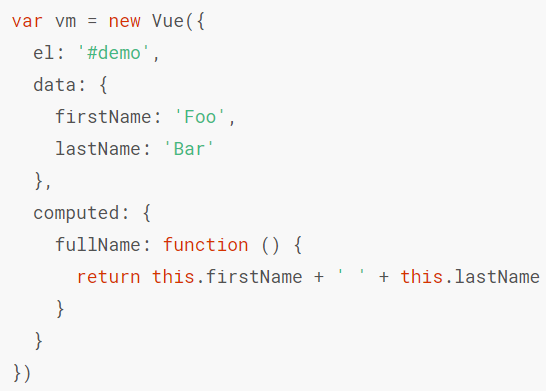 var vm = new Vue({
  el: '#demo',
  data: {
    firstName: 'Foo',
    lastName: 'Bar'
  },
  computed: {
    fullName: function () {
      return this.firstName + ' ' + this.lastName
    }
  }
})